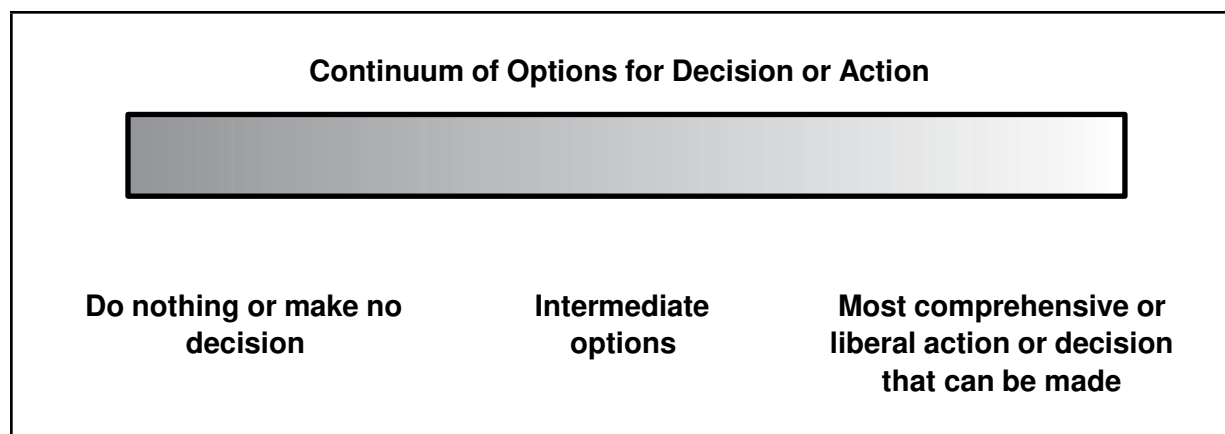 Continuum of Options for Decision or Action
Do nothing or make no
decision
Intermediate
options
Most comprehensive or
liberal action or decision
that can be made